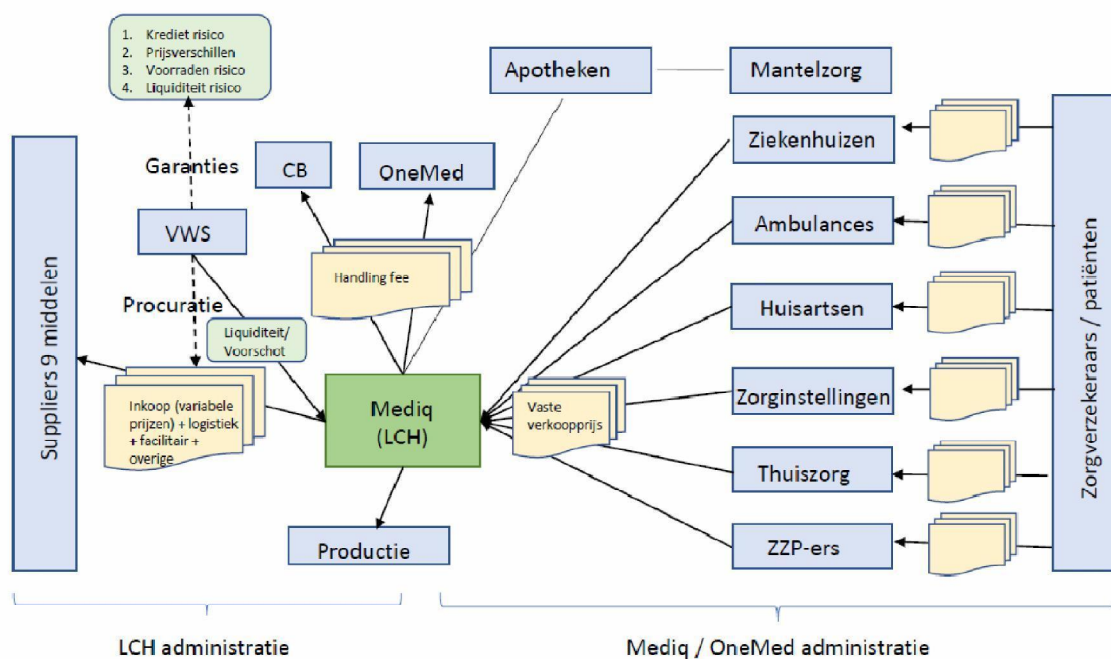 1. Krediet risico
2. Prijsverschillen
3. Voorraden risico
4. Liquiditeit risico
Apotheken
Mantelzorg
Garanties
CB
OneMed
Ziekenhuizen
VWS
Ambulances
Handling fee
Procuratie
Liquiditeit/
Voorschot
Huisartsen
Suppliers 9 middelen
Inkoop (variabele
prijzen) + logistiek
+ facilitair +
overige
Mediq
(LCH)
Vaste
verkoopprijs
Zorginstellingen
Thuiszorg
Productie
ZZP-ers
Zorgverzekeraars / patiënten
LCH administratie
Mediq / OneMed administratie